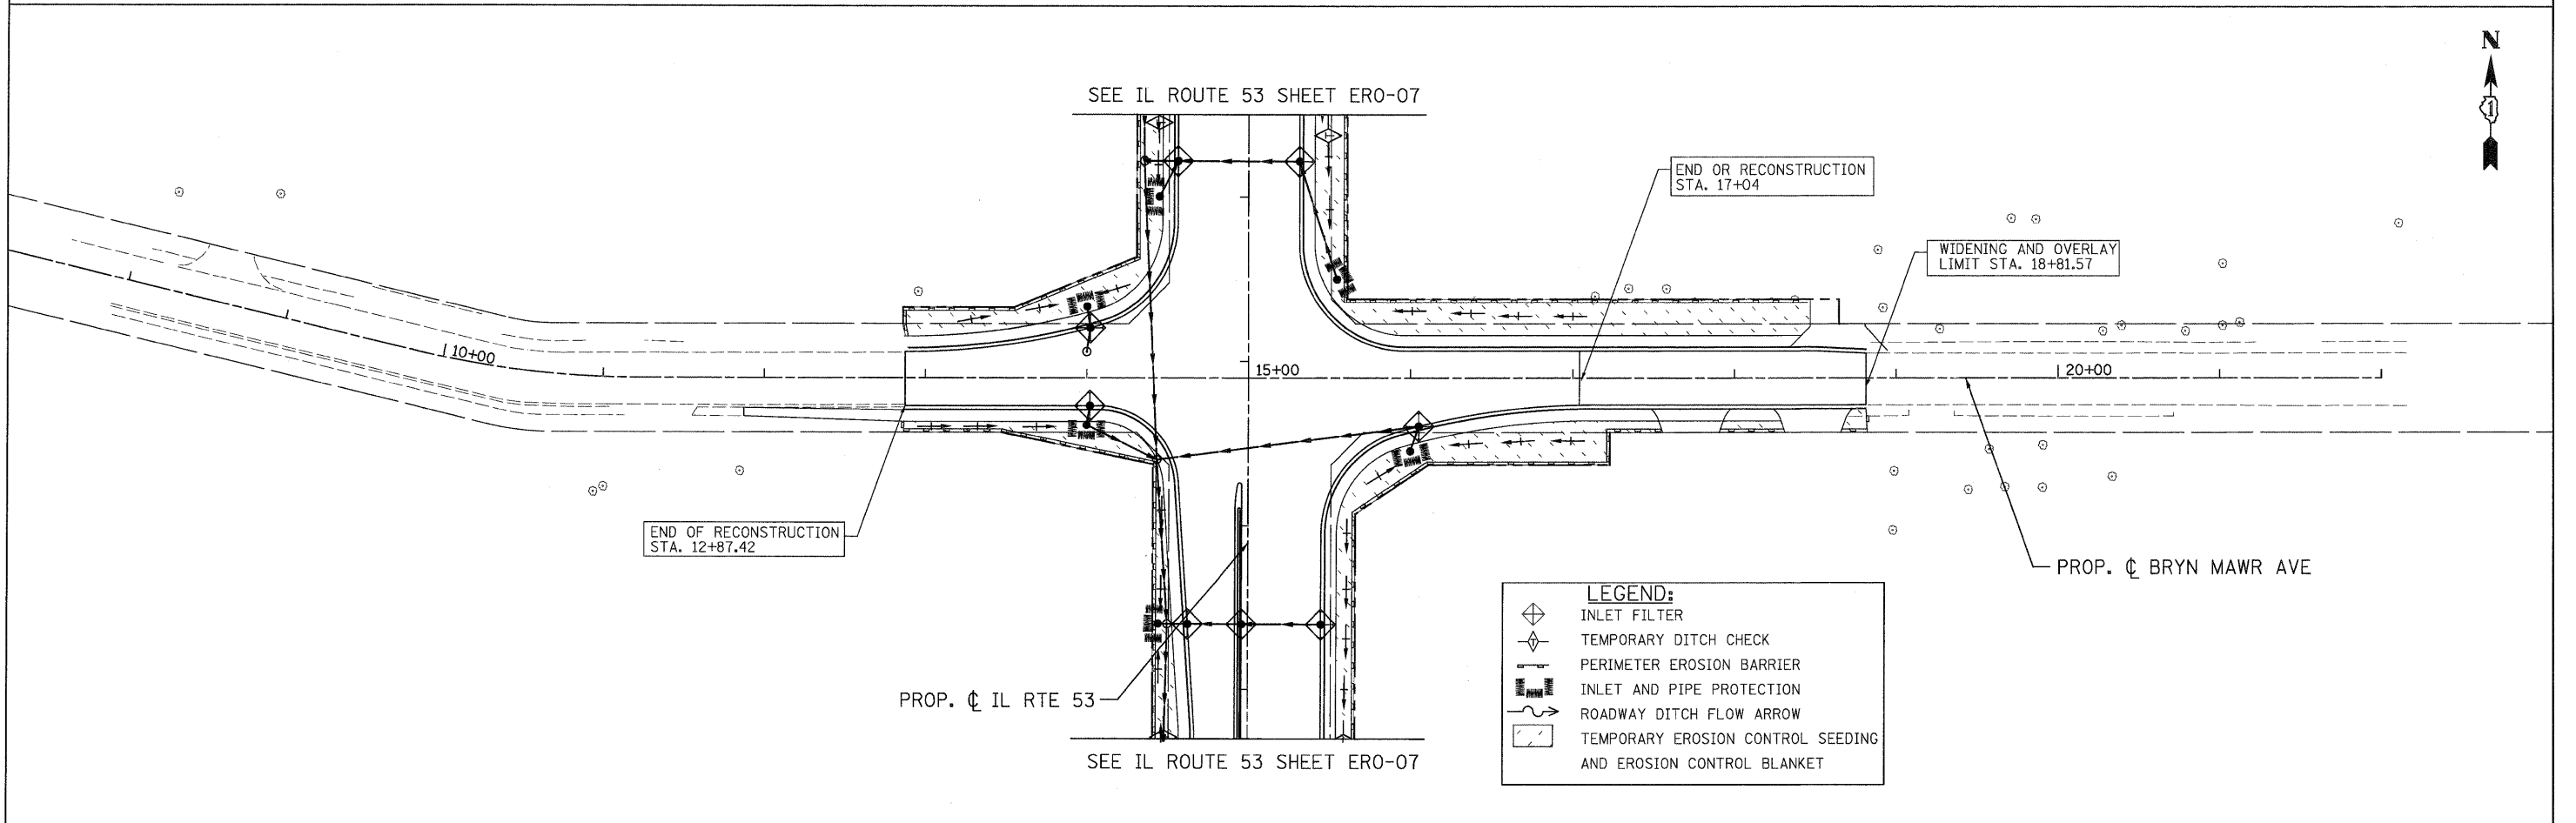 N
1
SEE IL ROUTE 53 SHEET ERO-07
END OR RECONSTRUCTION
STA. 17+04
WIDENING AND OVERLAY
LIMIT STA. 18+81.57
10+00
15+00
20+00
END OF RECONSTRUCTION
STA. 12+87.42
PROP. ℄ BRYN MAWR AVE
PROP. ℄ IL RTE 53
SEE IL ROUTE 53 SHEET ERO-07
LEGEND:
INLET FILTER
TEMPORARY DITCH CHECK
PERIMETER EROSION BARRIER
INLET AND PIPE PROTECTION
ROADWAY DITCH FLOW ARROW
TEMPORARY EROSION CONTROL SEEDING
AND EROSION CONTROL BLANKET